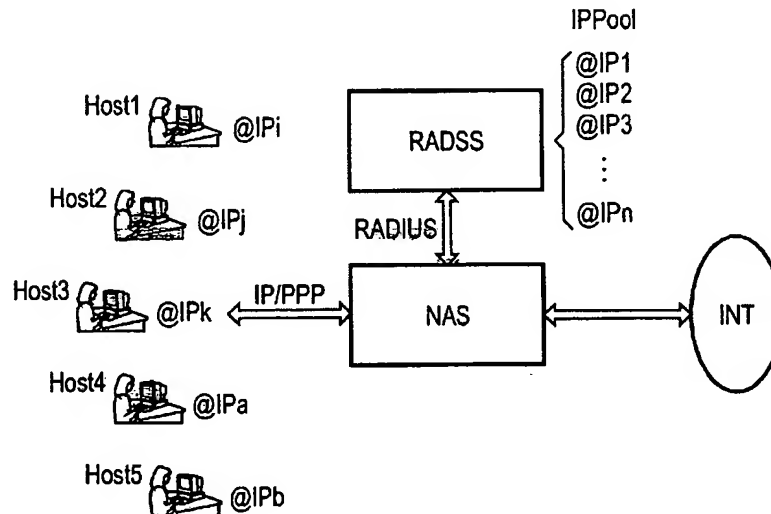 IPPool
@IP1
@IP2
@IP3
⋮
@IPn
RADSS
RADIUS
NAS
INT
IP/PPP
Host1
@IPi
Host2
@IPj
Host3
@IPk
Host4
@IPa
Host5
@IPb